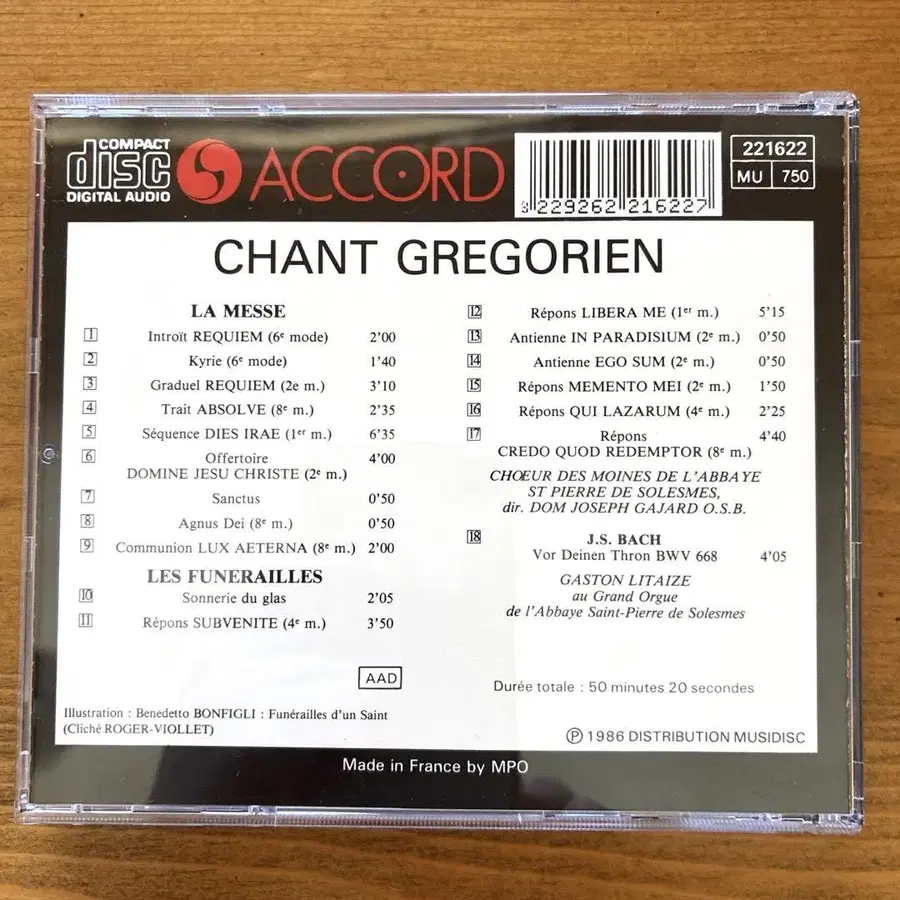 COMPACT
disc
DIGITAL AUDIO
ACCORD
3 229262 216227
221622
MU 750
CHANT GREGORIEN
LA MESSE
1 Introït REQUIEM (6e mode) 2'00
2 Kyrie (6e mode) 1'40
3 Graduel REQUIEM (2e m.) 3'10
4 Trait ABSOLVE (8e m.) 2'35
5 Séquence DIES IRAE (1er m.) 6'35
6 Offertoire 4'00
DOMINE JESU CHRISTE (2e m.)
7 Sanctus 0'50
8 Agnus Dei (8e m.) 0'50
9 Communion LUX AETERNA (8e m.) 2'00
LES FUNERAILLES
10 Sonnerie du glas 2'05
11 Répons SUBVENITE (4e m.) 3'50
12 Répons LIBERA ME (1er m.) 5'15
13 Antienne IN PARADISIUM (2e m.) 0'50
14 Antienne EGO SUM (2e m.) 0'50
15 Répons MEMENTO MEI (2e m.) 1'50
16 Répons QUI LAZARUM (4e m.) 2'25
17 Répons 4'40
CREDO QUOD REDEMPTOR (8e m.)
CHŒUR DES MOINES DE L'ABBAYE
ST PIERRE DE SOLESMES,
dir. DOM JOSEPH GAJARD O.S.B.
18 J.S. BACH
Vor Deinen Thron BWV 668 4'05
GASTON LITAIZE
au Grand Orgue
de l'Abbaye Saint-Pierre de Solesmes
AAD
Durée totale : 50 minutes 20 secondes
Illustration : Benedetto BONFIGLI : Funérailles d'un Saint
(Cliché ROGER-VIOLLET)
℗ 1986 DISTRIBUTION MUSIDISC
Made in France by MPO